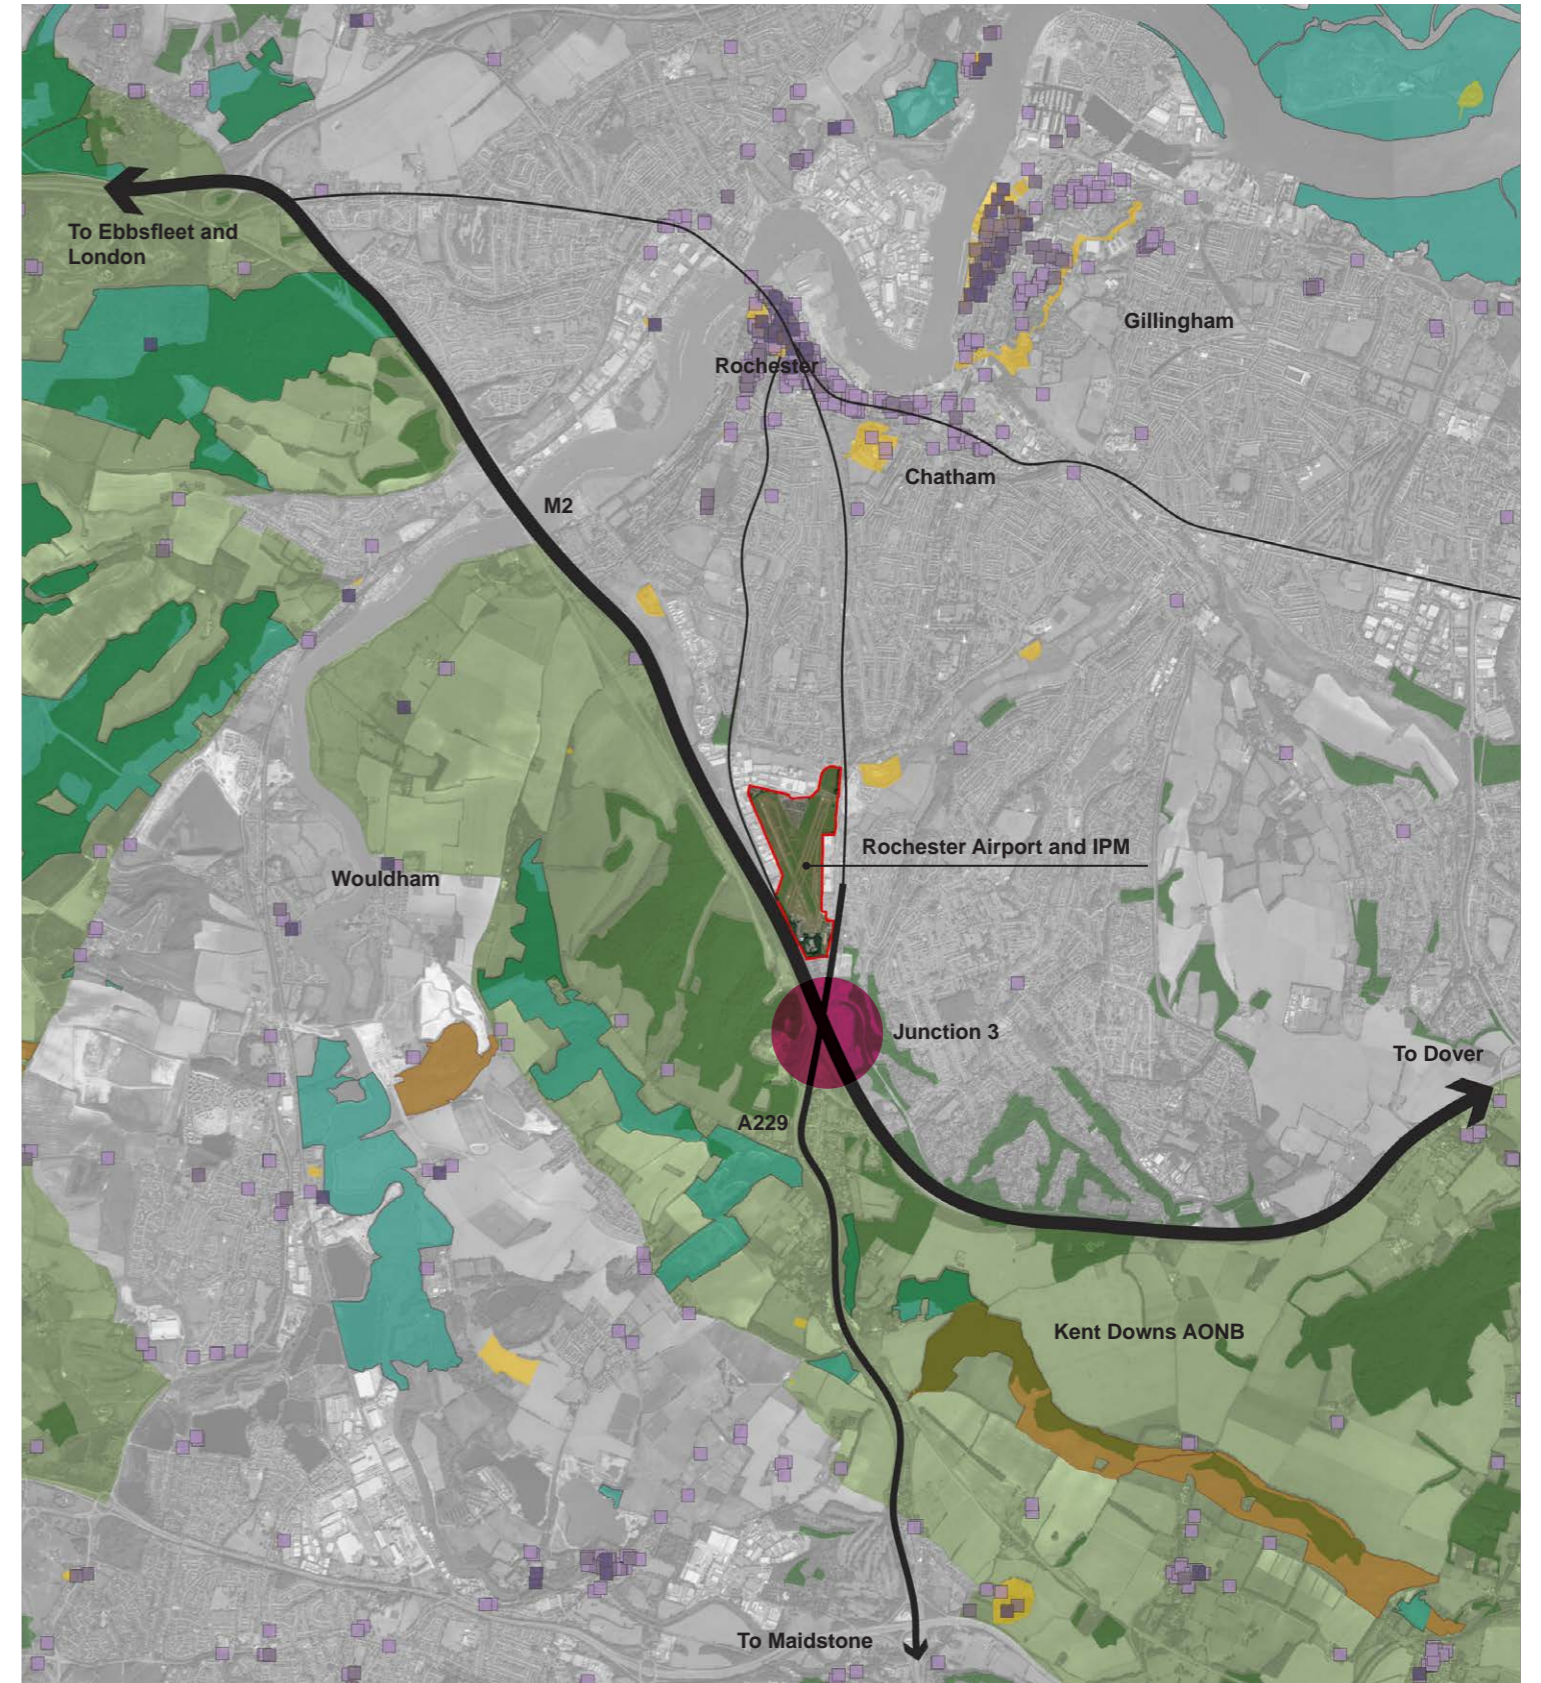 To Ebbsfleet and
London
Gillingham
Rochester
Chatham
M2
Rochester Airport and IPM
Wouldham
Junction 3
To Dover
A229
Kent Downs AONB
To Maidstone